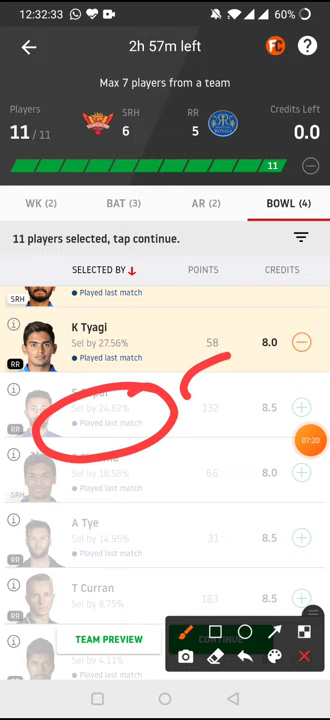 12:32:33
60%
2h 57m left
FC
?
Max 7 players from a team
Players
SRH
RR
Credits Left
11 / 11
6
5
0.0
11
WK (2)
BAT (3)
AR (2)
BOWL (4)
11 players selected, tap continue.
SELECTED BY
POINTS
CREDITS
SRH
Played last match
K Tyagi
Sel by 27.56%
58
8.0
RR
Played last match
Sel by 24.62%
132
8.5
RR
Played last match
07:20
Sel by 18.58%
66
8.0
SRH
Played last match
A Tye
Sel by 14.95%
31
8.5
RR
Played last match
T Curran
Sel by 8.75%
183
8.5
RR
TEAM PREVIEW
CONTINUE
Sel by 4.11%